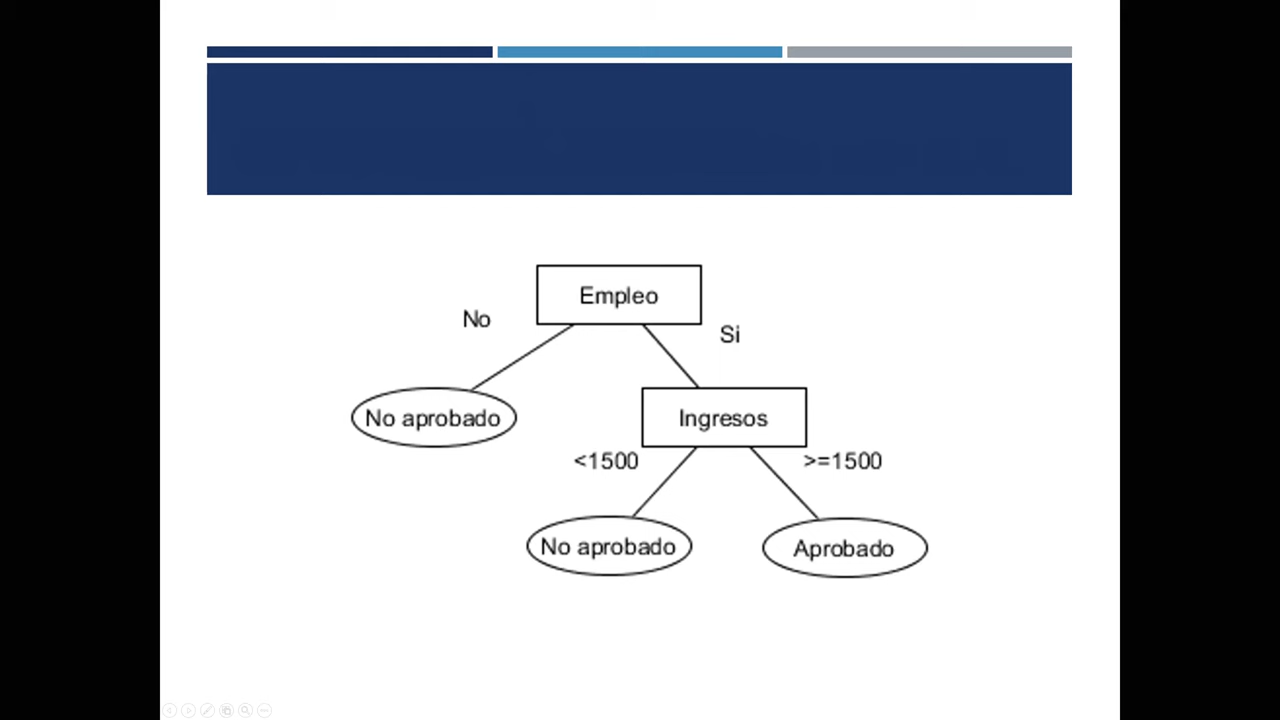 Empleo
No
Si
No aprobado
Ingresos
<1500
>=1500
No aprobado
Aprobado